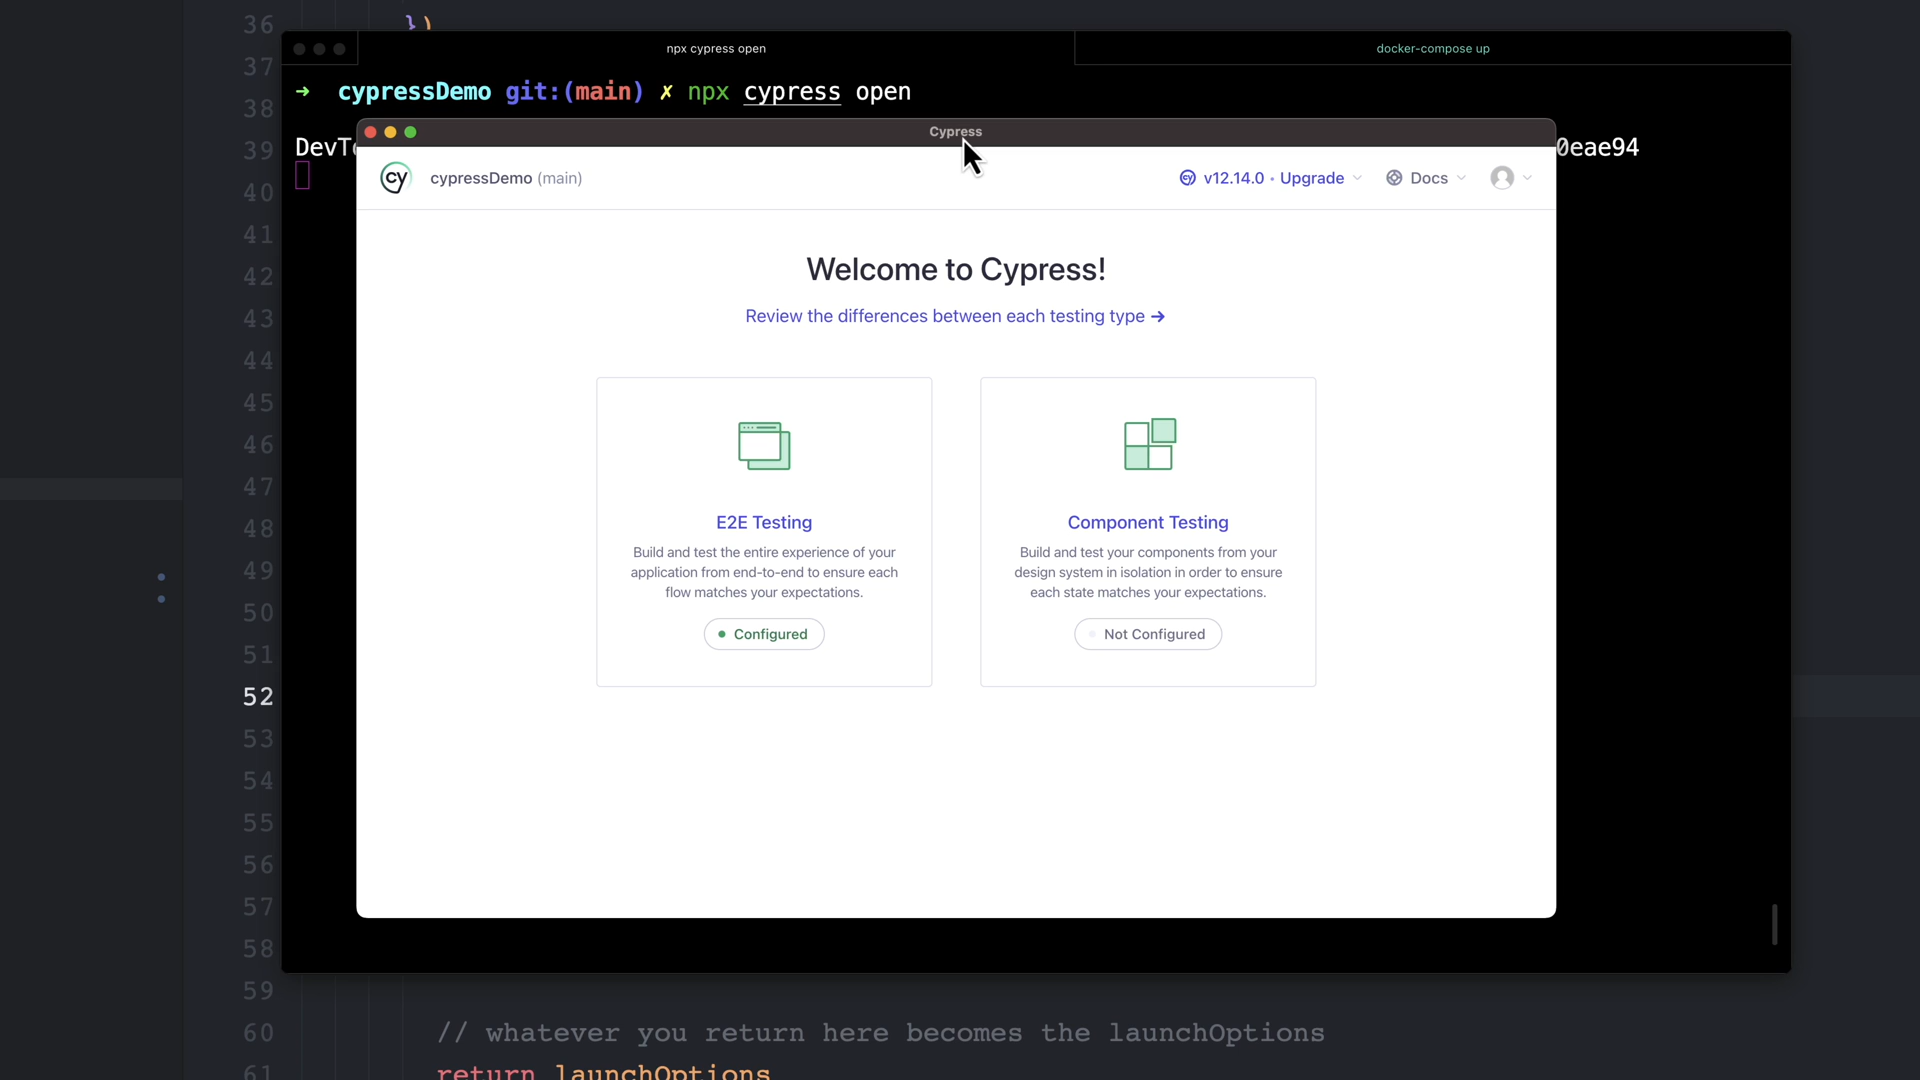 36 })
npx cypress open
docker-compose up
37
➜ cypressDemo git:(main) ✗ npx cypress open
38
Cypress
39 DevT 0eae94
40
cy cypressDemo (main)
v12.14.0 • Upgrade
Docs
41
42
Welcome to Cypress!
43
Review the differences between each testing type →
44
45
46
47
48
E2E Testing
Build and test the entire experience of your
application from end-to-end to ensure each
flow matches your expectations.
Configured
Component Testing
Build and test your components from your
design system in isolation in order to ensure
each state matches your expectations.
Not Configured
49
50
51
52
53
54
55
56
57
58
59
60 // whatever you return here becomes the launchOptions
61 return launchOptions